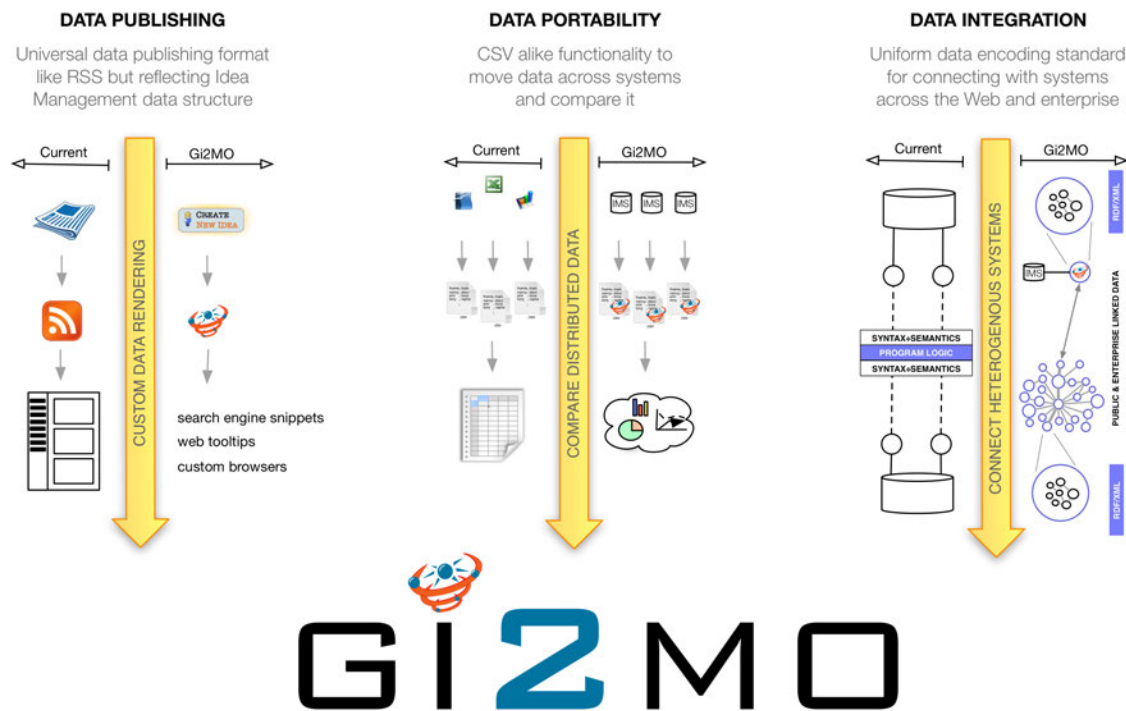 DATA PUBLISHING
Universal data publishing format
like RSS but reflecting Idea
Management data structure
Current
Gi2MO
CREATE
NEW IDEA
CUSTOM DATA RENDERING
search engine snippets
web tooltips
custom browsers
DATA PORTABILITY
CSV alike functionality to
move data across systems
and compare it
Current
Gi2MO
IMS
IMS
IMS
COMPARE DISTRIBUTED DATA
DATA INTEGRATION
Uniform data encoding standard
for connecting with systems
across the Web and enterprise
Current
Gi2MO
SYNTAX+SEMANTICS
PROGRAM LOGIC
SYNTAX+SEMANTICS
CONNECT HETEROGENOUS SYSTEMS
IMS
RDF/XML
PUBLIC & ENTERPRISE LINKED DATA
RDF/XML
GI2MO